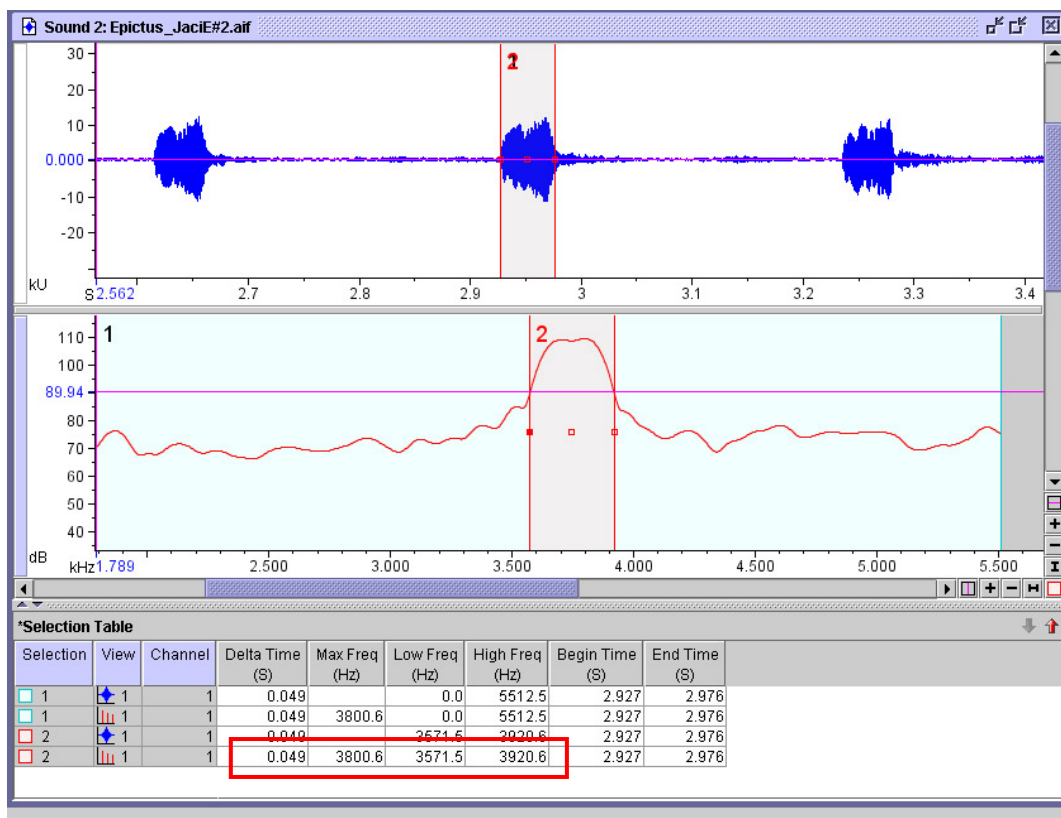 Sound 2: Epictus_JaciE#2.aif
30
2
20
10
0.000
-10
-20
kU
S 2.562 2.7 2.8 2.9 3 3.1 3.2 3.3 3.4
1 2
110
100
89.94
80
70
60
50
40
dB
kHz 1.789 2.500 3.000 3.500 4.000 4.500 5.000 5.500
*Selection Table
Selection View Channel Delta Time (S) Max Freq (Hz) Low Freq (Hz) High Freq (Hz) Begin Time (S) End Time (S)
1 1 1 0.049 0.0 5512.5 2.927 2.976
1 1 1 0.049 3800.6 0.0 5512.5 2.927 2.976
2 1 1 0.049 3571.5 3920.6 2.927 2.976
2 1 1 0.049 3800.6 3571.5 3920.6 2.927 2.976